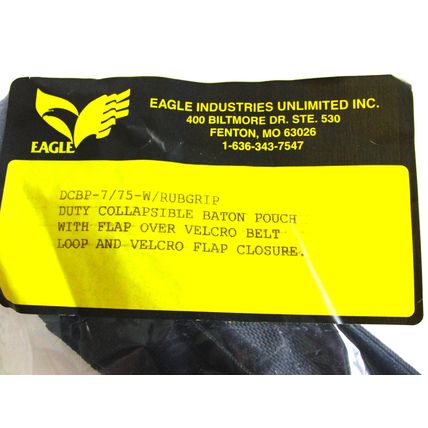 EAGLE
EAGLE INDUSTRIES UNLIMITED INC.
400 BILTMORE DR. STE. 530
FENTON, MO 63026
1-636-343-7547
DCBP-7/75-W/RUBGRIP
DUTY COLLAPSIBLE BATON POUCH
WITH FLAP OVER VELCRO BELT
LOOP AND VELCRO FLAP CLOSURE.